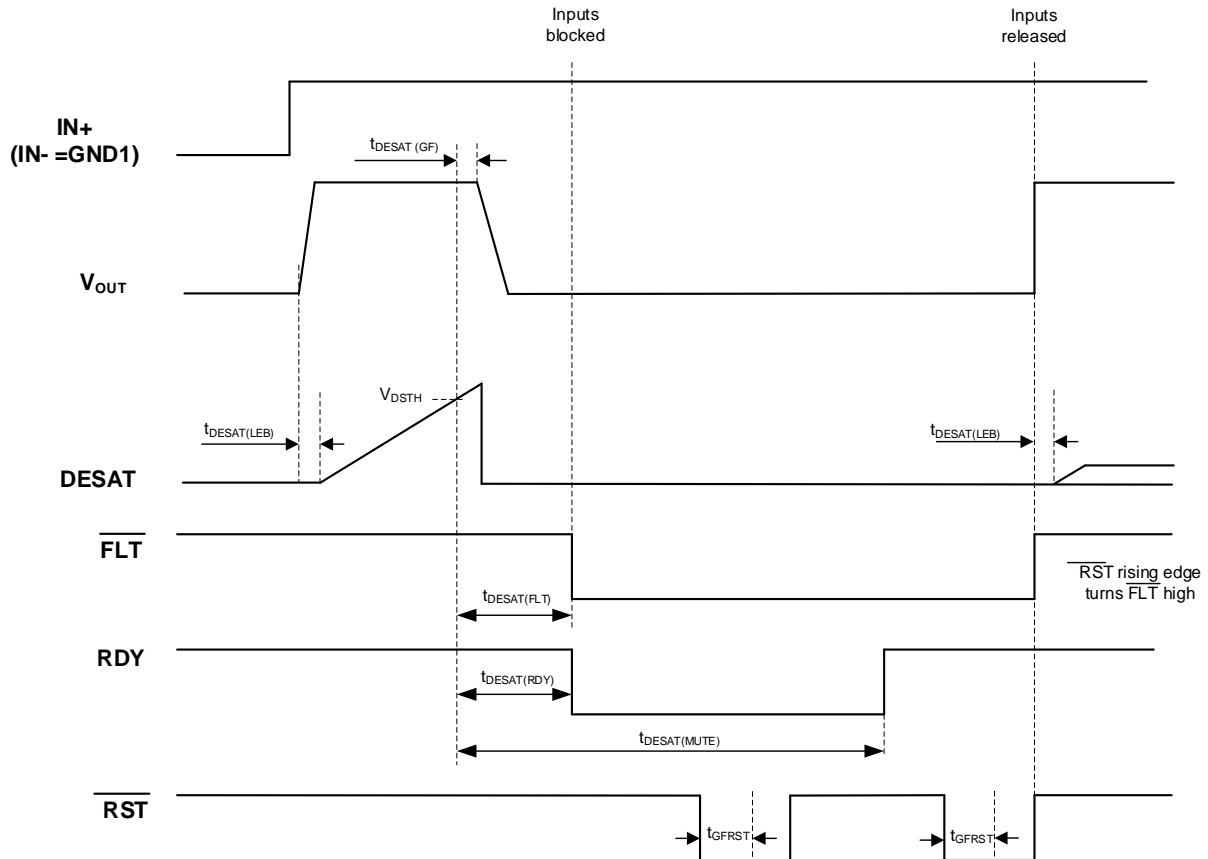 Inputs
blocked
Inputs
released
IN+
(IN- =GND1)
tDESAT (GF)
VOUT
VDSTH
tDESAT(LEB)
tDESAT(LEB)
DESAT
FLT
RST rising edge
turns FLT high
tDESAT(FLT)
RDY
tDESAT(RDY)
tDESAT(MUTE)
RST
tGFRST
tGFRST